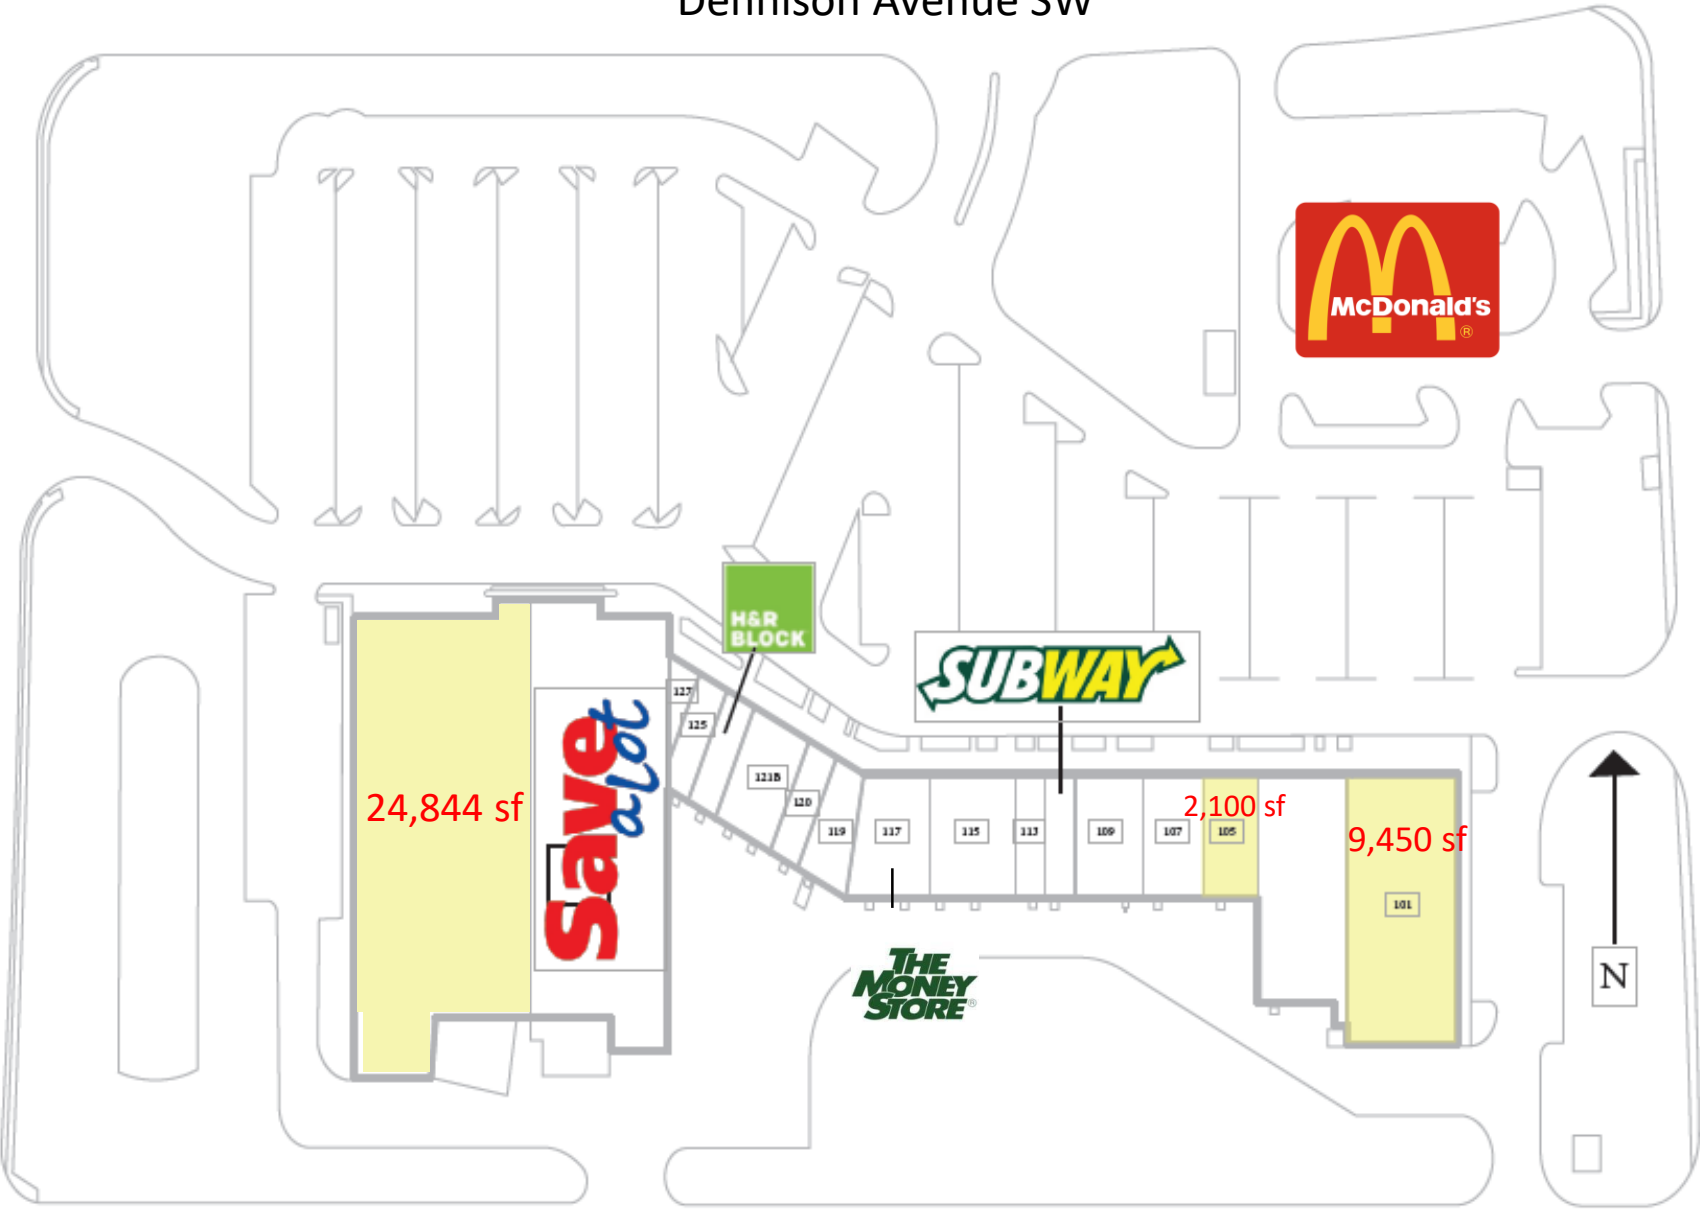 Dennison Avenue SW
McDonald's
®
H&R
BLOCK
SUBWAY
127
125
121B
120
119
117
115
113
109
107
105
2,100 sf
24,844 sf
Save
a lot
9,450 sf
101
THE
MONEY
STORE®
N